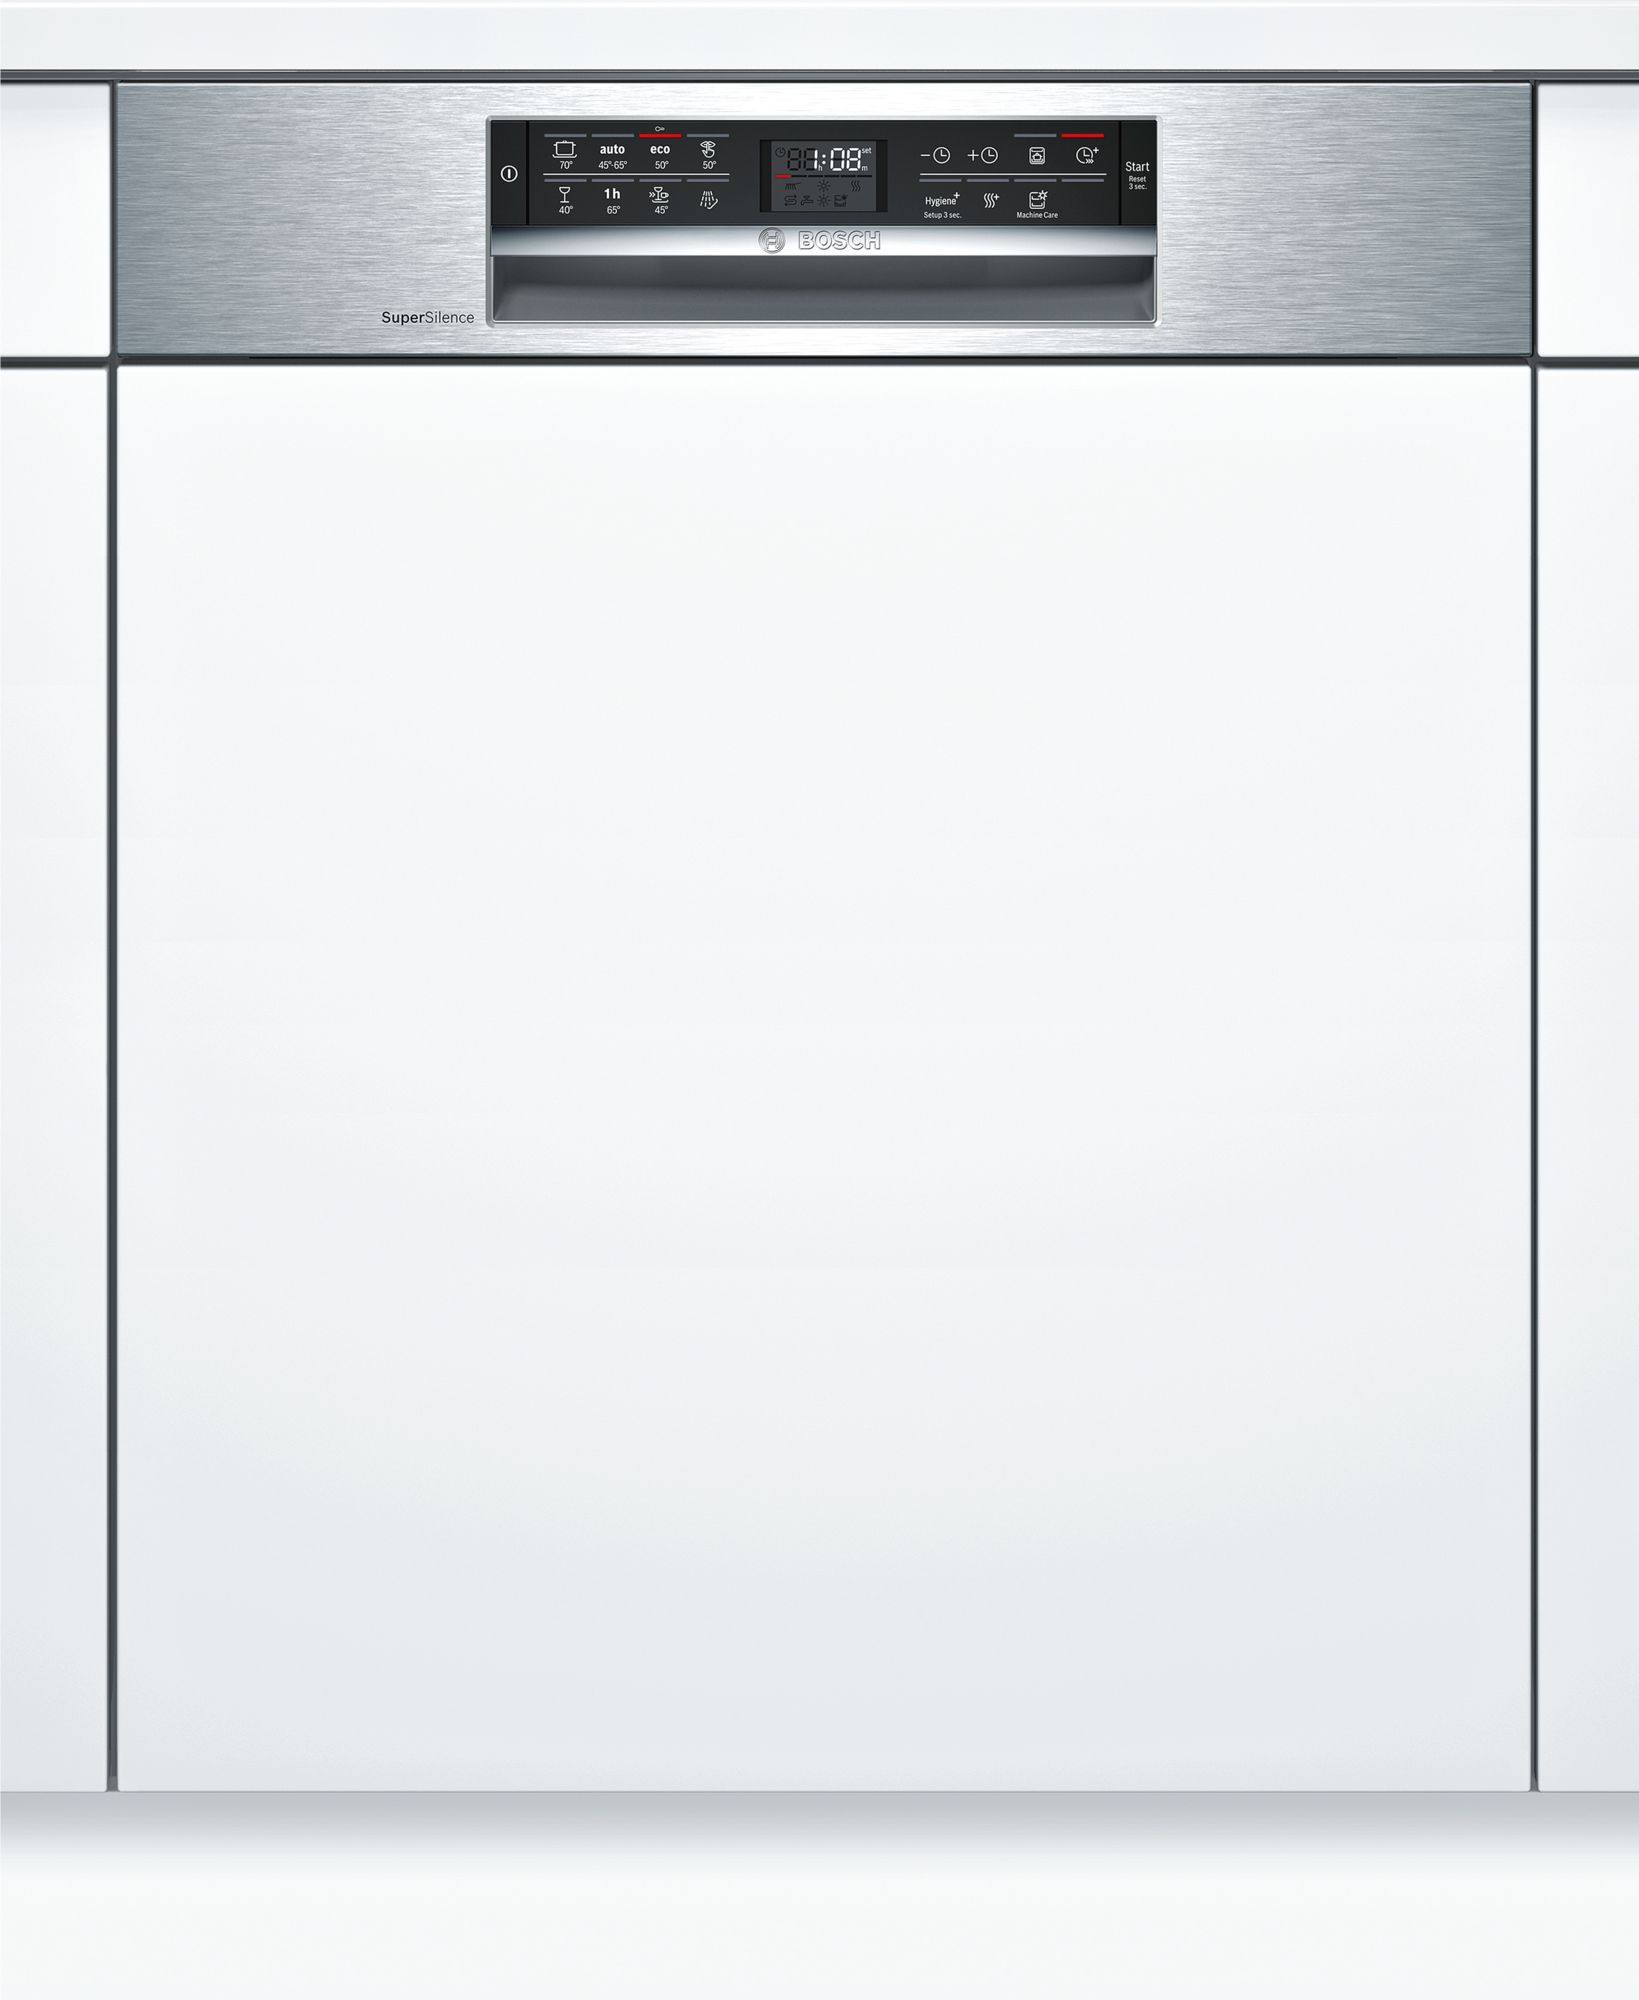 auto
eco
70°
45°-65°
50°
50°
1h
40°
65°
45°
1:08
set
h
m
Hygiene+
Setup 3 sec.
Machine Care
Start
Reset
3 sec.
BOSCH
SuperSilence